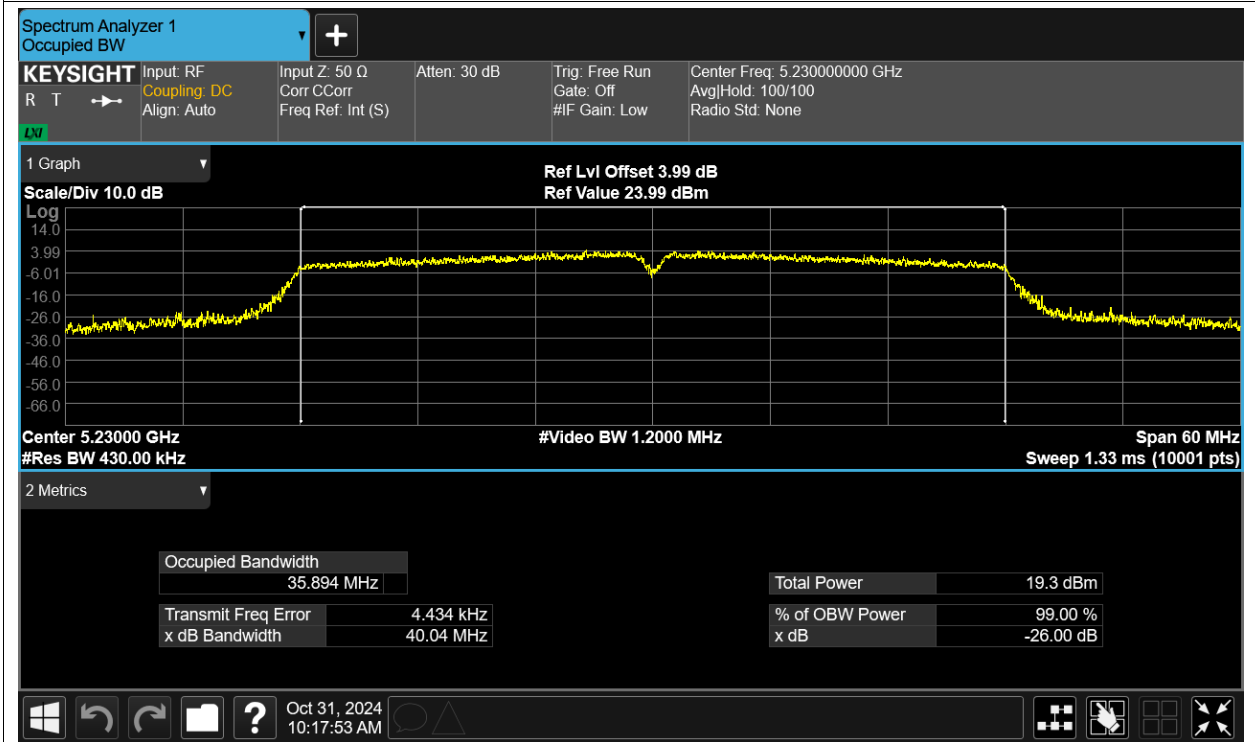 Spectrum Analyzer 1
Occupied BW
KEYSIGHT
R T
LXI
Input: RF
Coupling: DC
Align: Auto
Input Z: 50 Ω
Corr CCorr
Freq Ref: Int (S)
Atten: 30 dB
Trig: Free Run
Gate: Off
#IF Gain: Low
Center Freq: 5.230000000 GHz
Avg|Hold: 100/100
Radio Std: None
1 Graph
Scale/Div 10.0 dB
Ref Lvl Offset 3.99 dB
Ref Value 23.99 dBm
Log
14.0
3.99
-6.01
-16.0
-26.0
-36.0
-46.0
-56.0
-66.0
Center 5.23000 GHz
#Res BW 430.00 kHz
#Video BW 1.2000 MHz
Span 60 MHz
Sweep 1.33 ms (10001 pts)
2 Metrics
Occupied Bandwidth
35.894 MHz
Transmit Freq Error 4.434 kHz
x dB Bandwidth 40.04 MHz
Total Power 19.3 dBm
% of OBW Power 99.00 %
x dB -26.00 dB
?
Oct 31, 2024
10:17:53 AM